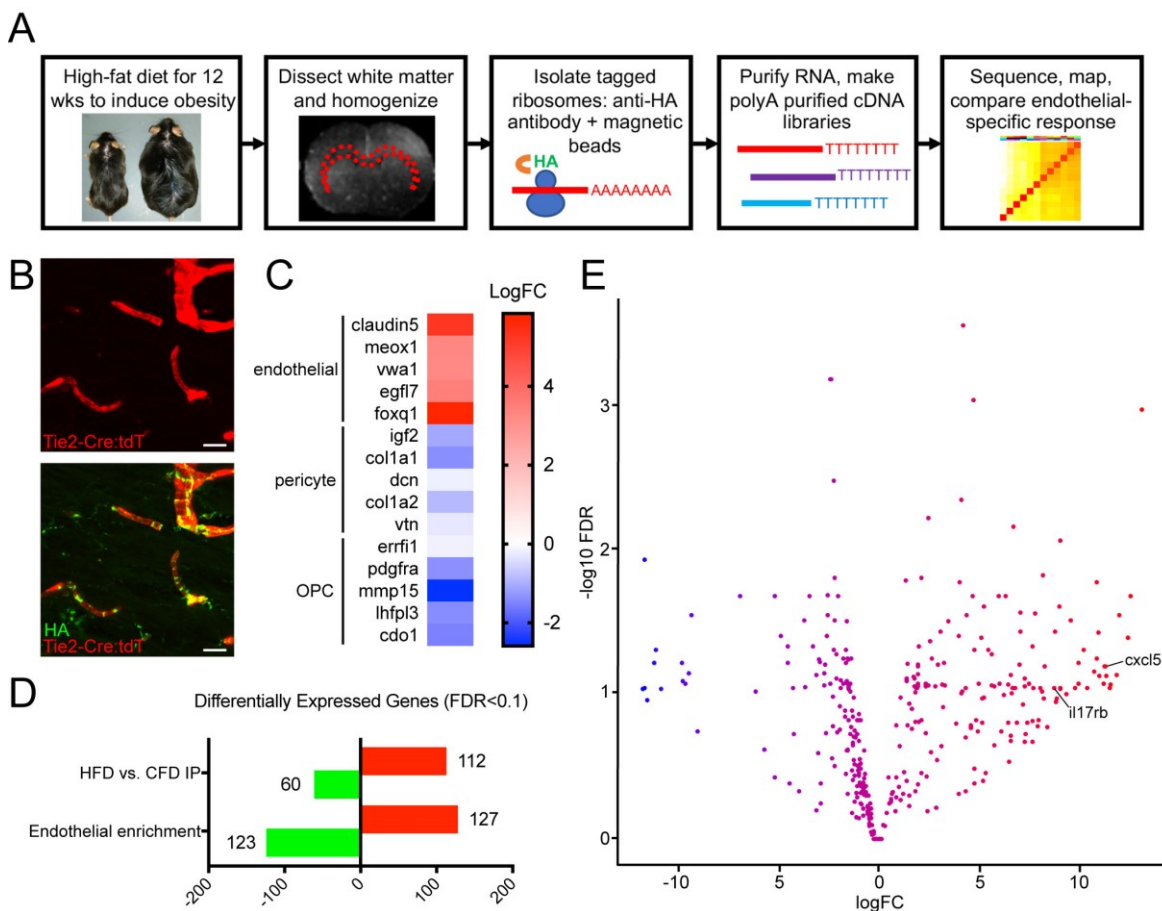 A
High-fat diet for 12
wks to induce obesity
Dissect white matter
and homogenize
Isolate tagged
ribosomes: anti-HA
antibody + magnetic
beads
HA
AAAAAAAA
Purify RNA, make
polyA purified cDNA
libraries
TTTTTTTT
TTTTTTTT
TTTTTTTT
Sequence, map,
compare endothelial-
specific response
B
Tie2-Cre:tdT
HA
Tie2-Cre:tdT
C
LogFC
endothelial
claudin5
meox1
vwa1
egfl7
foxq1
pericyte
igf2
col1a1
dcn
col1a2
vtn
OPC
errfi1
pdgfra
mmp15
lhfpl3
cdo1
4
2
0
-2
D
Differentially Expressed Genes (FDR<0.1)
HFD vs. CFD IP
112
60
Endothelial enrichment
127
123
-200
-100
0
100
200
E
-log10 FDR
3
2
1
0
cxcl5
il17rb
-10
-5
0
5
10
logFC